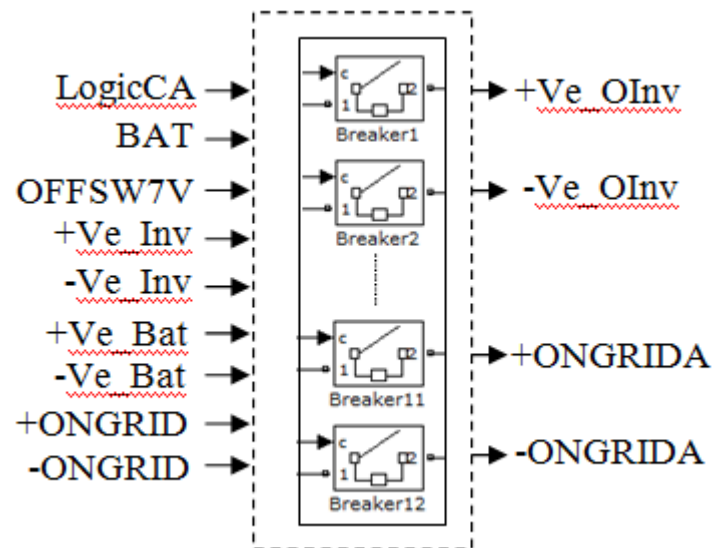 LogicCA
BAT
OFFSW7V
+Ve_Inv
-Ve_Inv
+Ve_Bat
-Ve_Bat
+ONGRID
-ONGRID
c
1
2
Breaker1
c
1
2
Breaker2
c
1
2
Breaker11
c
1
2
Breaker12
+Ve_OInv
-Ve_OInv
+ONGRIDA
-ONGRIDA